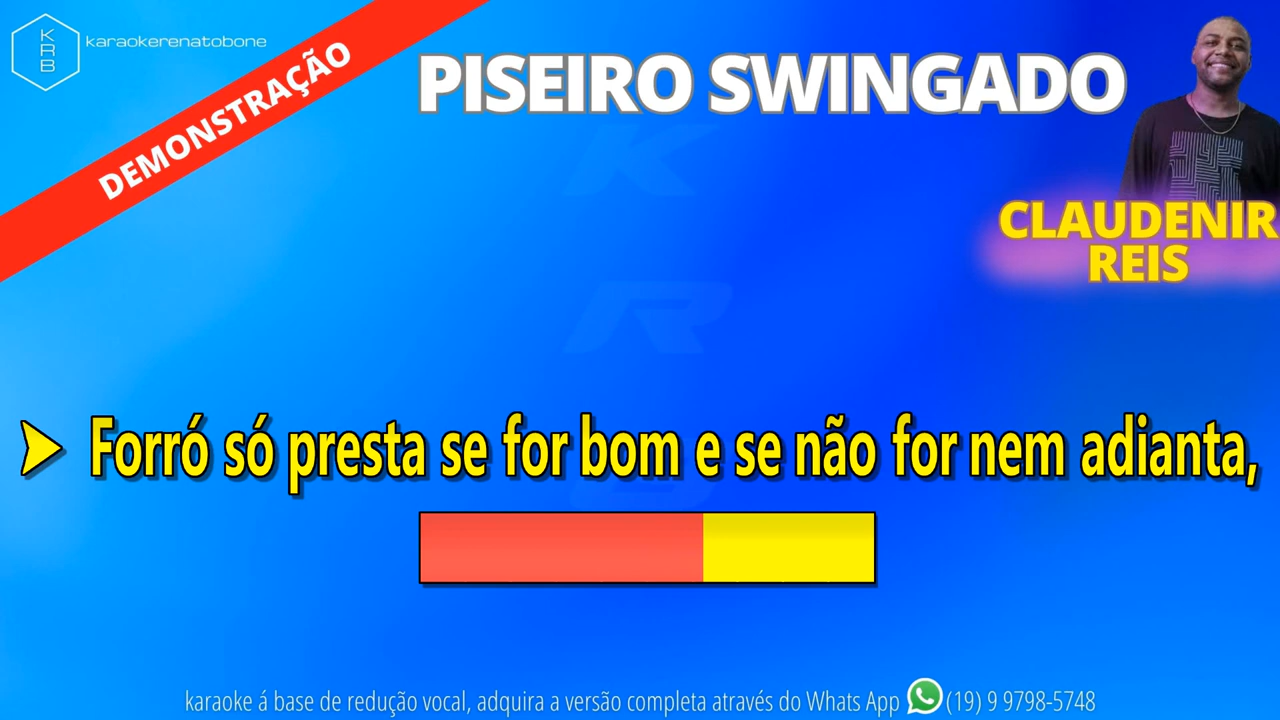 KRB
karaokerenatobone
DEMONSTRAÇÃO
PISEIRO SWINGADO
CLAUDENIR
REIS
K
R
Forró só presta se for bom e se não for nem adianta,
karaoke á base de redução vocal, adquira a versão completa através do Whats App (19) 9 9798-5748